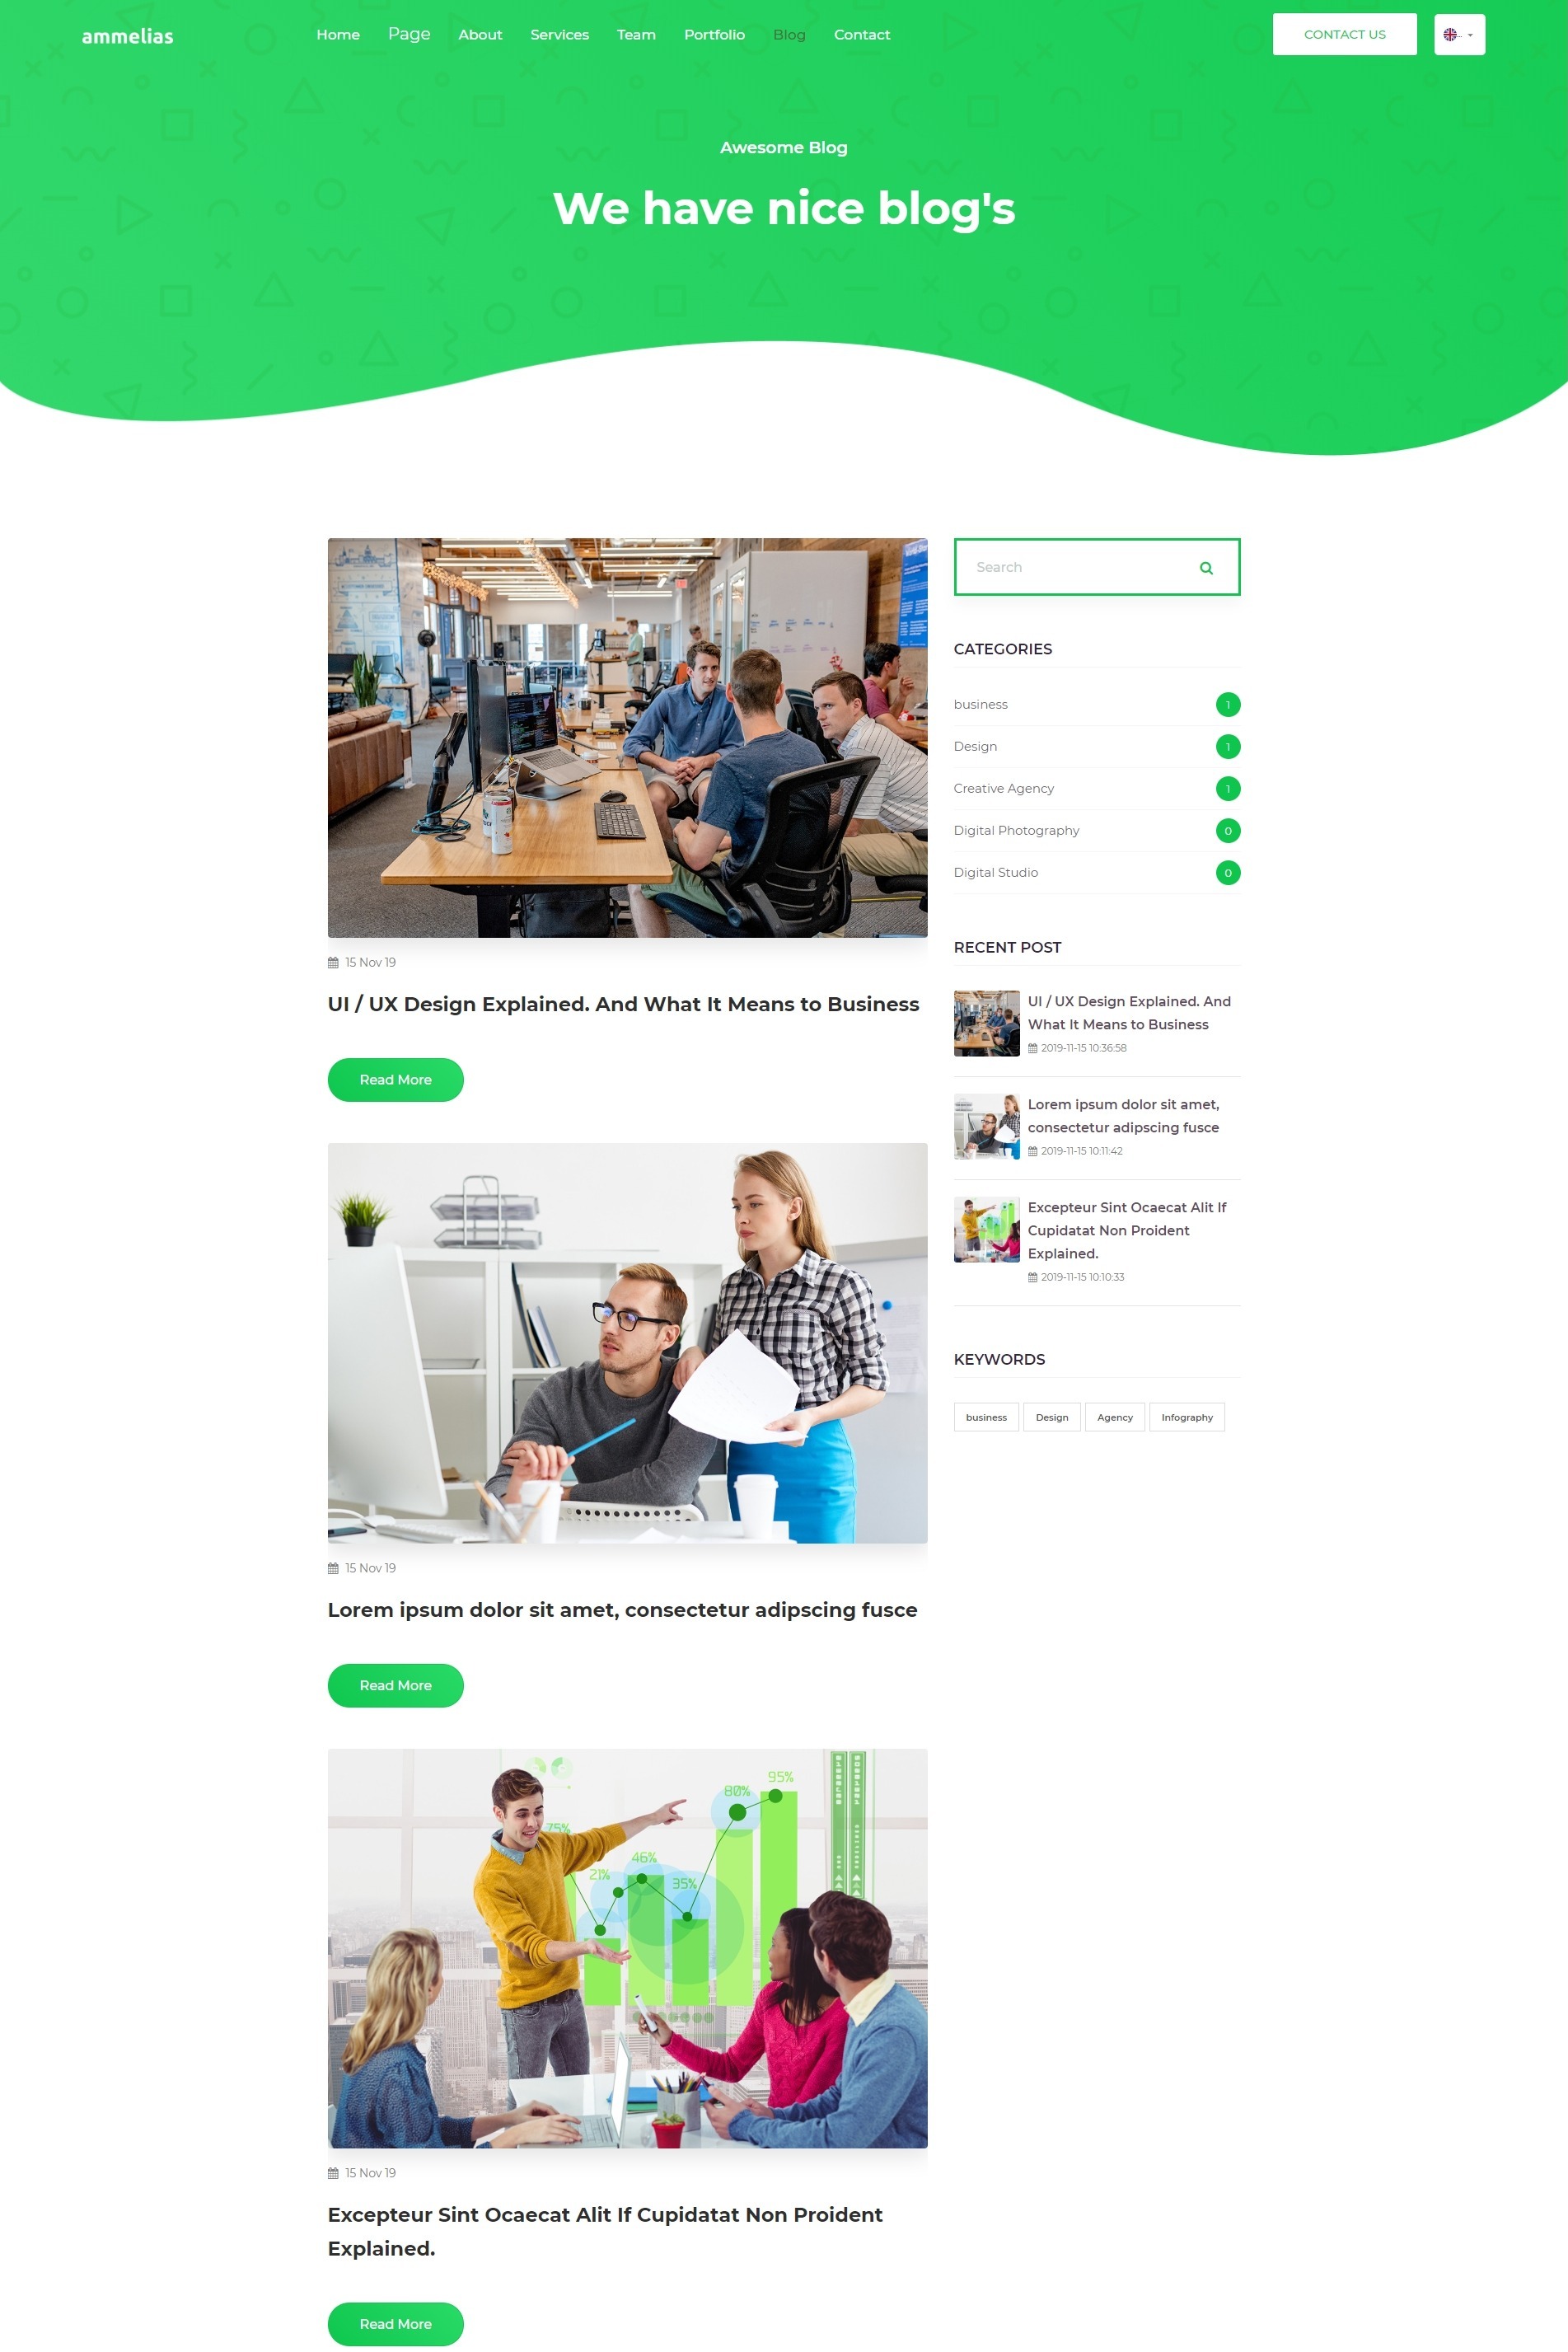 ammelias
Home Page About Services Team Portfolio Blog Contact
CONTACT US
Awesome Blog
We have nice blog's
15 Nov 19
UI / UX Design Explained. And What It Means to Business
Read More
15 Nov 19
Lorem ipsum dolor sit amet, consectetur adipscing fusce
Read More
75%
21%
46%
35%
80%
95%
15 Nov 19
Excepteur Sint Ocaecat Alit If Cupidatat Non Proident
Explained.
Read More
Search
CATEGORIES
business 1
Design 1
Creative Agency 1
Digital Photography 0
Digital Studio 0
RECENT POST
UI / UX Design Explained. And
What It Means to Business
2019-11-15 10:36:58
Lorem ipsum dolor sit amet,
consectetur adipscing fusce
2019-11-15 10:11:42
Excepteur Sint Ocaecat Alit If
Cupidatat Non Proident
Explained.
2019-11-15 10:10:33
KEYWORDS
business Design Agency Infography